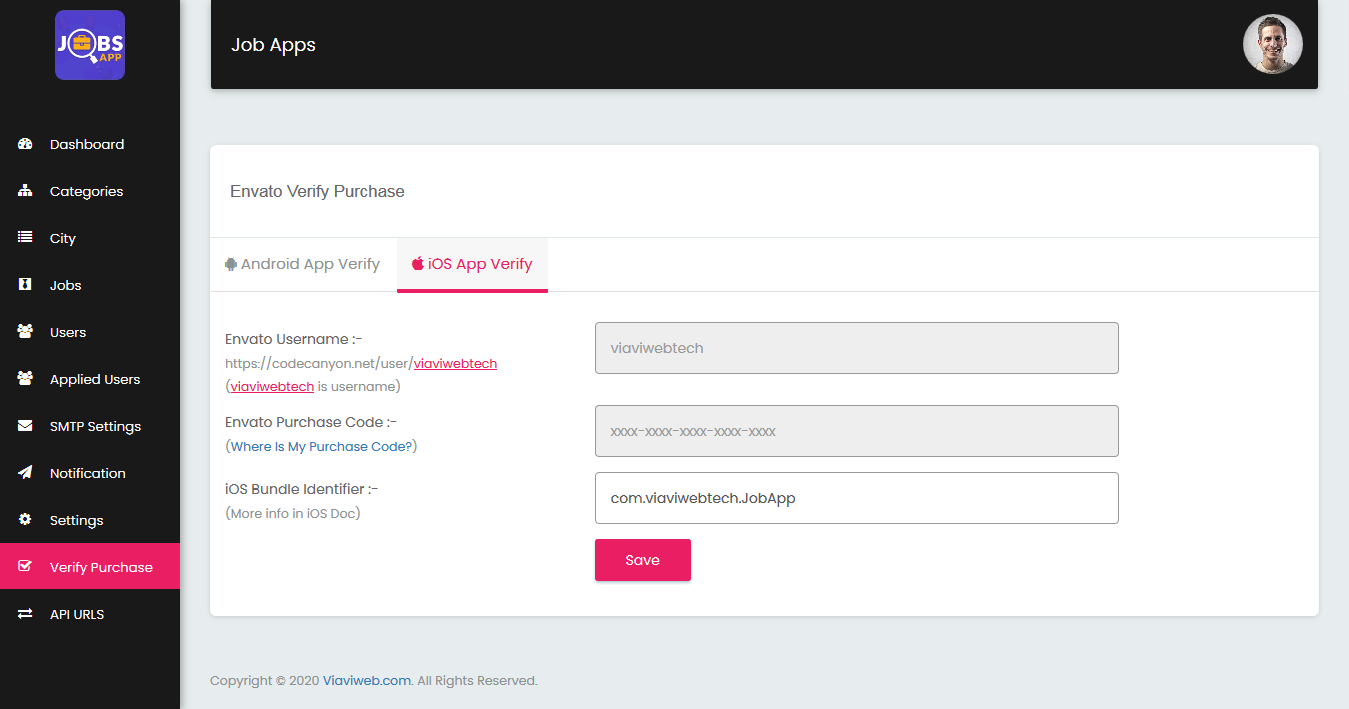 JOBS
APP
Job Apps
Dashboard
Categories
City
Jobs
Users
Applied Users
SMTP Settings
Notification
Settings
Verify Purchase
API URLS
Envato Verify Purchase
Android App Verify
iOS App Verify
Envato Username :-
https://codecanyon.net/user/viaviwebtech
(viaviwebtech is username)
viaviwebtech
Envato Purchase Code :-
(Where Is My Purchase Code?)
xxxx-xxxx-xxxx-xxxx-xxxx
iOS Bundle Identifier :-
(More info in iOS Doc)
com.viaviwebtech.JobApp
Save
Copyright © 2020 Viaviweb.com. All Rights Reserved.